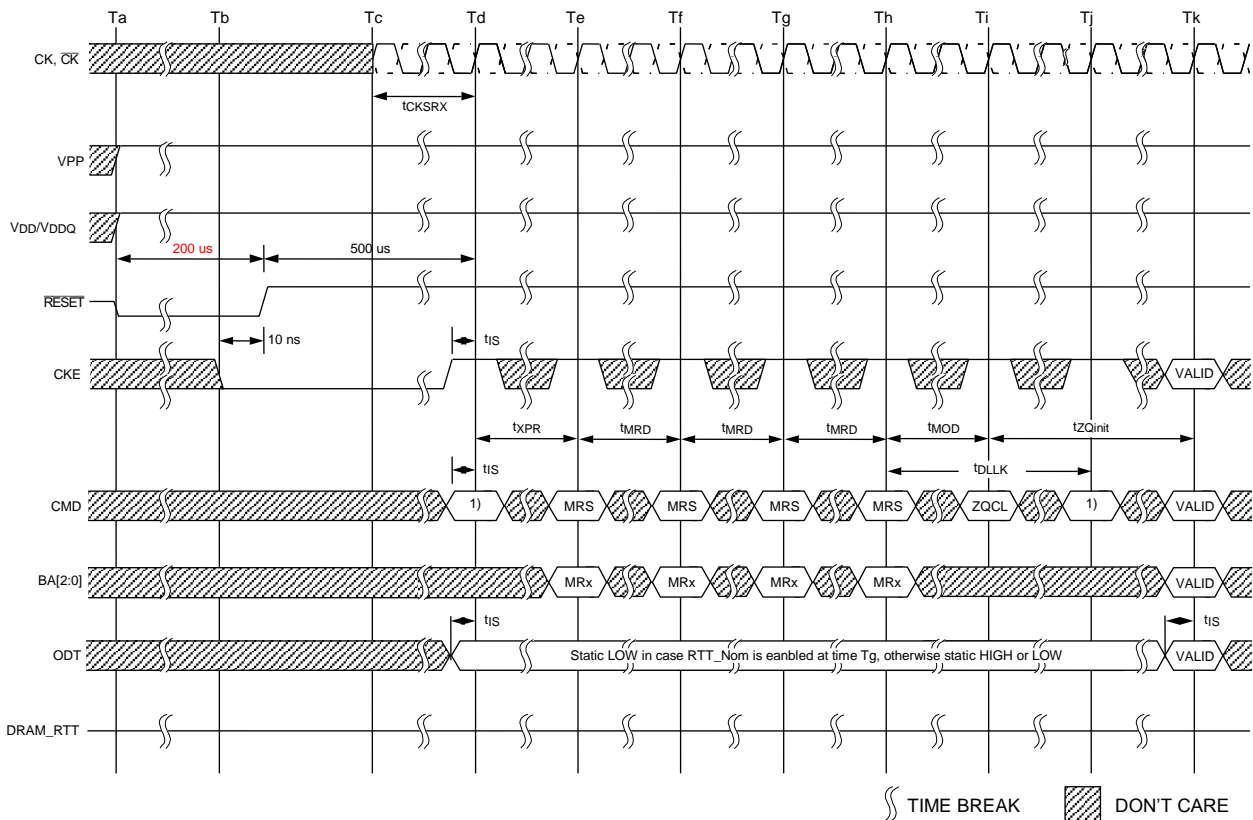 Ta Tb Tc Td Te Tf Tg Th Ti Tj Tk
CK, CK
tCKSRX
VPP
VDD/VDDQ
200 us 500 us
RESET
10 ns tIS
CKE VALID
tXPR tMRD tMRD tMRD tMOD tZQinit
tIS tDLLK
CMD 1) MRS MRS MRS MRS ZQCL 1) VALID
BA[2:0] MRx MRx MRx MRx VALID
tIS tIS
ODT Static LOW in case RTT_Nom is eanbled at time Tg, otherwise static HIGH or LOW VALID
DRAM_RTT
TIME BREAK DON'T CARE